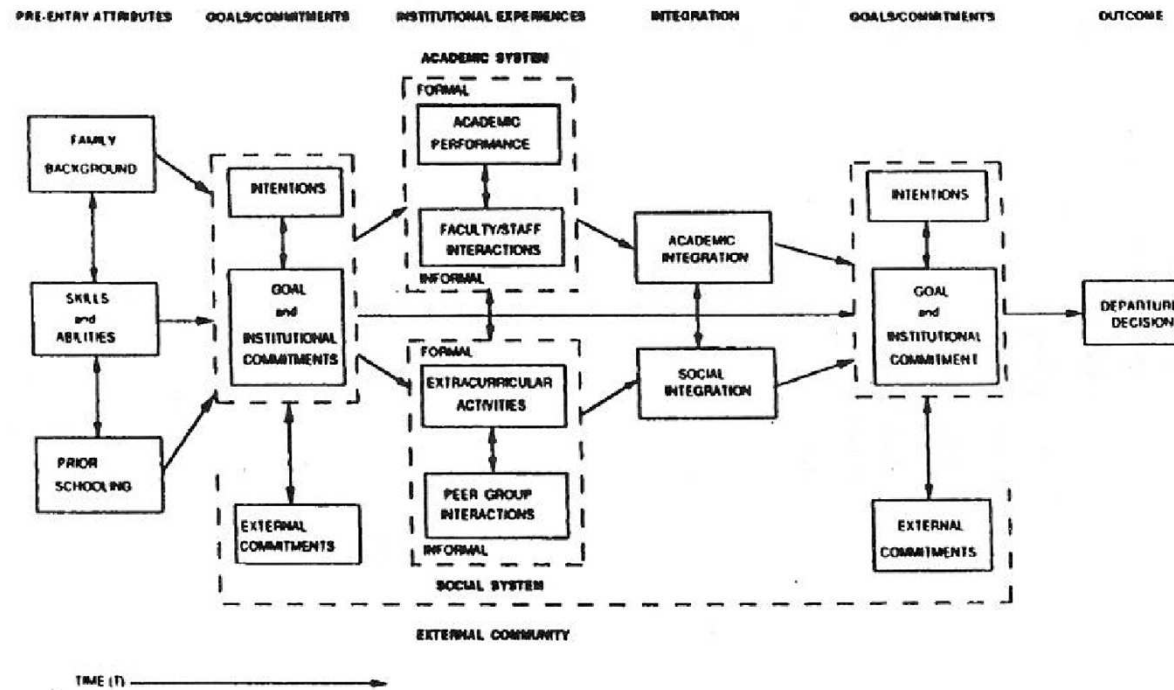 PRE-ENTRY ATTRIBUTES
GOALS/COMMITMENTS
INSTITUTIONAL EXPERIENCES
INTEGRATION
GOALS/COMMITMENTS
OUTCOME
ACADEMIC SYSTEM
FORMAL
ACADEMIC
PERFORMANCE
FACULTY/STAFF
INTERACTIONS
INFORMAL
FAMILY
BACKGROUND
SKILLS
and
ABILITIES
PRIOR
SCHOOLING
INTENTIONS
GOAL
and
INSTITUTIONAL
COMMITMENTS
EXTERNAL
COMMITMENTS
FORMAL
EXTRACURRICULAR
ACTIVITIES
PEER GROUP
INTERACTIONS
INFORMAL
SOCIAL SYSTEM
ACADEMIC
INTEGRATION
SOCIAL
INTEGRATION
INTENTIONS
GOAL
and
INSTITUTIONAL
COMMITMENT
EXTERNAL
COMMITMENTS
DEPARTURE
DECISION
EXTERNAL COMMUNITY
TIME (T)